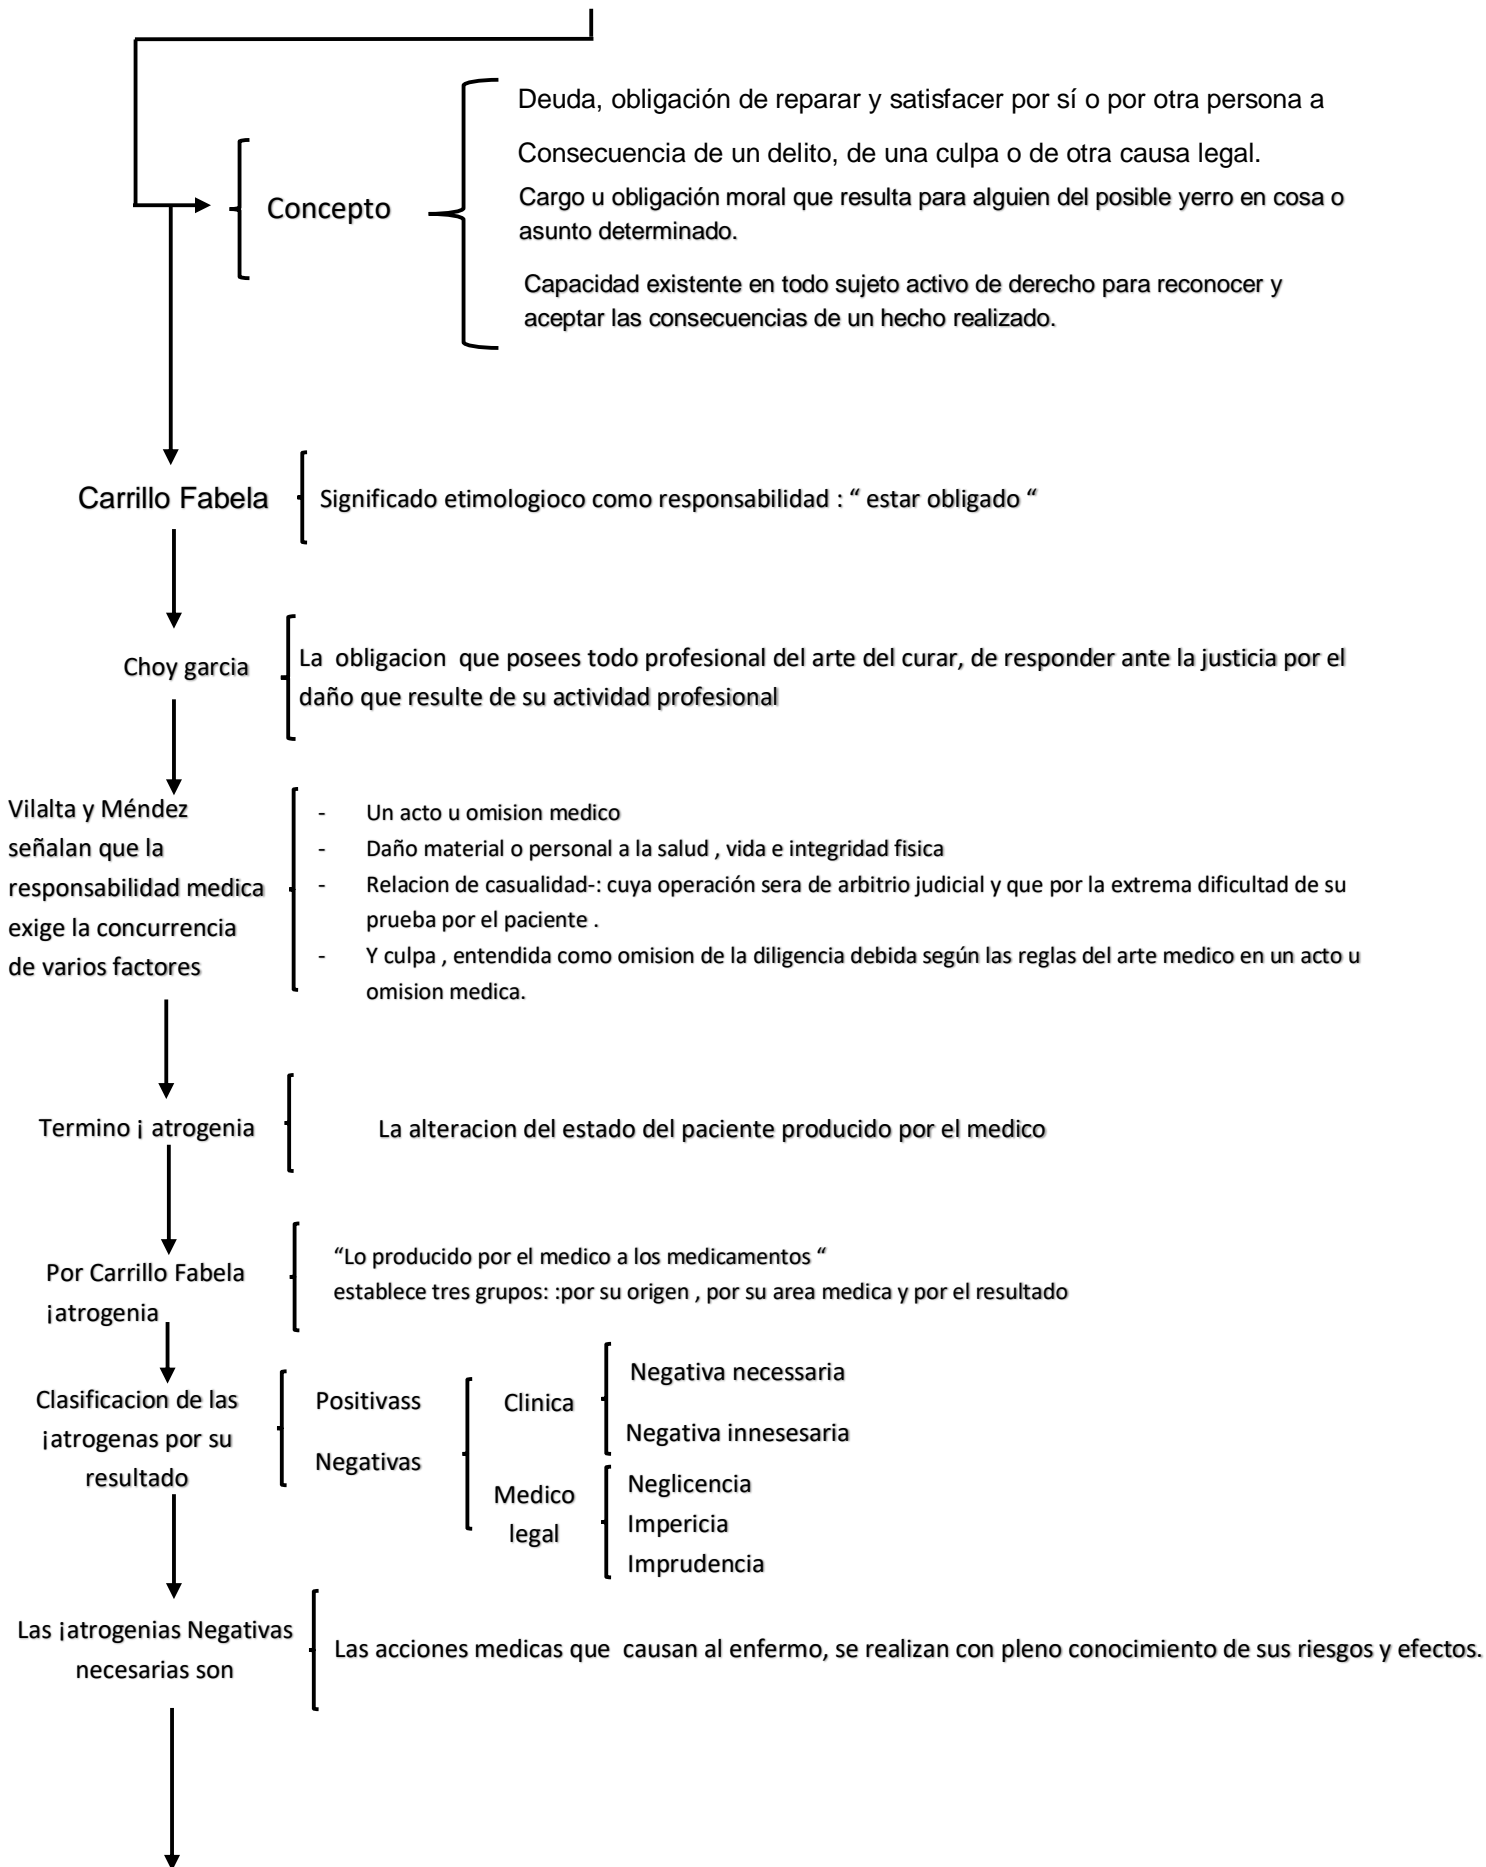 Deuda, obligación de reparar y satisfacer por sí o por otra persona a
Consecuencia de un delito, de una culpa o de otra causa legal.
Concepto
Cargo u obligación moral que resulta para alguien del posible yerro en cosa o
asunto determinado.
Capacidad existente en todo sujeto activo de derecho para reconocer y
aceptar las consecuencias de un hecho realizado.
Carrillo Fabela
Significado etimologioco como responsabilidad : “ estar obligado “
Choy garcia
La obligacion que posees todo profesional del arte del curar, de responder ante la justicia por el
daño que resulte de su actividad profesional
Vilalta y Méndez
señalan que la
responsabilidad medica
exige la concurrencia
de varios factores
- Un acto u omision medico
- Daño material o personal a la salud , vida e integridad fisica
- Relacion de casualidad-: cuya operación sera de arbitrio judicial y que por la extrema dificultad de su
prueba por el paciente .
- Y culpa , entendida como omision de la diligencia debida según las reglas del arte medico en un acto u
omision medica.
Termino ¡ atrogenia
La alteracion del estado del paciente producido por el medico
Por Carrillo Fabela
¡atrogenia
“Lo producido por el medico a los medicamentos “
establece tres grupos: :por su origen , por su area medica y por el resultado
Clasificacion de las
¡atrogenas por su
resultado
Positivass
Negativas
Clinica
Negativa necessaria
Negativa innesesaria
Medico
legal
Neglicencia
Impericia
Imprudencia
Las ¡atrogenias Negativas
necesarias son
Las acciones medicas que causan al enfermo, se realizan con pleno conocimiento de sus riesgos y efectos.